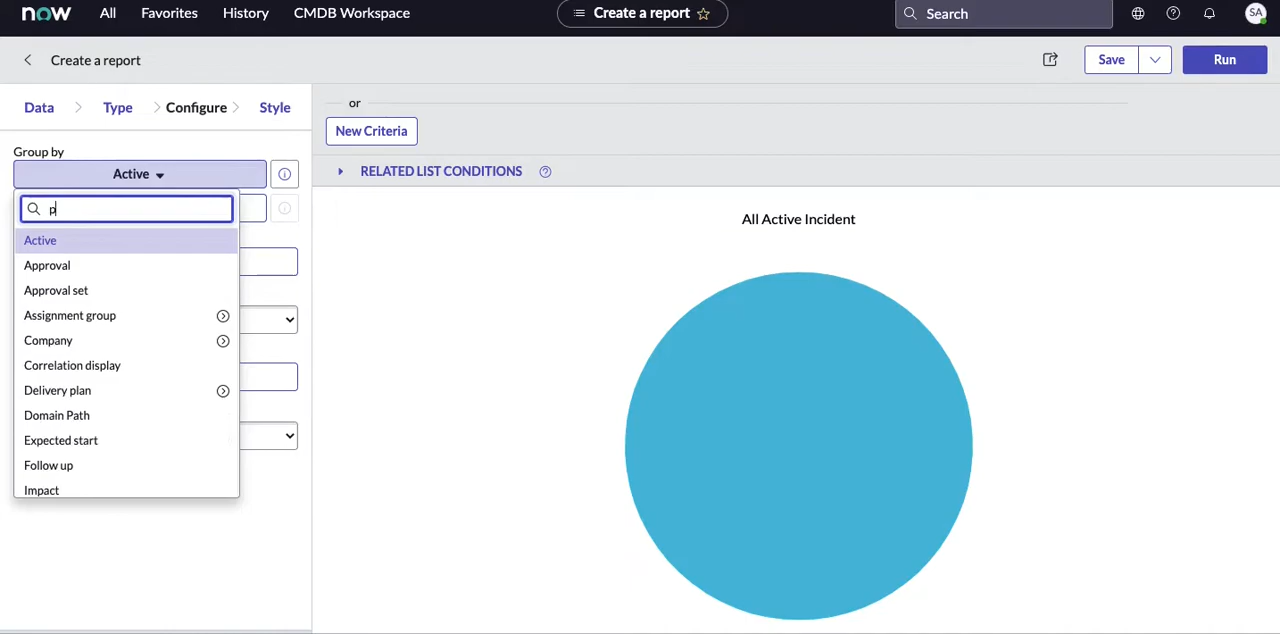 now All Favorites History CMDB Workspace Create a report Search SA
Create a report Save Run
Data Type Configure Style
or
New Criteria
Group by
Active
RELATED LIST CONDITIONS
p
All Active Incident
Active
Approval
Approval set
Assignment group
Company
Correlation display
Delivery plan
Domain Path
Expected start
Follow up
Impact